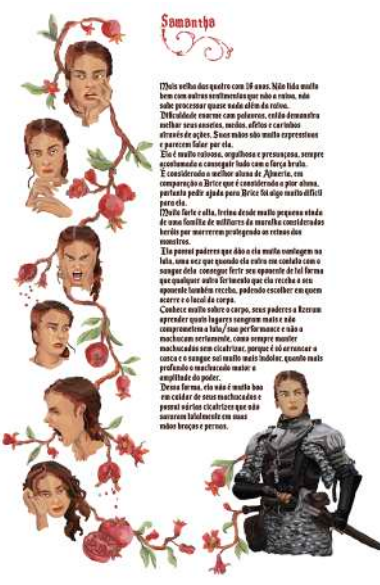 Samantha
Mais velha das quatro com 16 anos. Não lida muito
bem com outros sentimentos que não a raiva, não
sabe processar quase nada além da raiva.
Dificuldade enorme com palavras, então demonstra
melhor seus anseios, medos, afetos e carinhos
através de ações. Suas mãos são muito expressivas
e parecem falar por ela.
Ela é muito raivosa, orgulhosa e presunçosa, sempre
acostumada a conseguir tudo com a força bruta.
É considerada a melhor aluna de Almeria, em
comparação a Brice que é considerada a pior aluna,
portanto pedir ajuda para Brice foi algo muito difícil
para ela.
Muito forte e alta, treina desde muito pequena vinda
de uma família de militares da muralha considerados
heróis por morrerem protegendo os reinos dos
monstros.
Ela possui poderes que dão a ela muita vantagem na
luta, uma vez que quando ela entra em contato com o
sangue dela consegue ferir seu oponente de tal forma
que qualquer outro ferimento que ela receba o seu
oponente também receba, podendo escolher em quem
ocorre e o local do corpo.
Conhece muito sobre o corpo, seus poderes a fizeram
aprender quais lugares sangram mais e não
comprometem a luta/sua performance e não a
machucam seriamente, como sempre manter
machucados sem cicatrizar, porque é só arrancar a
casca e o sangue sai muito mais indolor, quanto mais
profundo o machucado maior a
amplitude do poder.
Dessa forma, ela não é muito boa
em cuidar de seus machucados e
possui várias cicatrizes que não
sararam totalmente em suas
mãos braços e pernas.